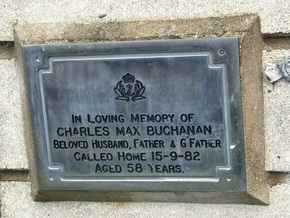 IN LOVING MEMORY OF
CHARLES MAX BUCHANAN
BELOVED HUSBAND, FATHER & G'FATHER
CALLED HOME 15-9-82
AGED 58 YEARS.